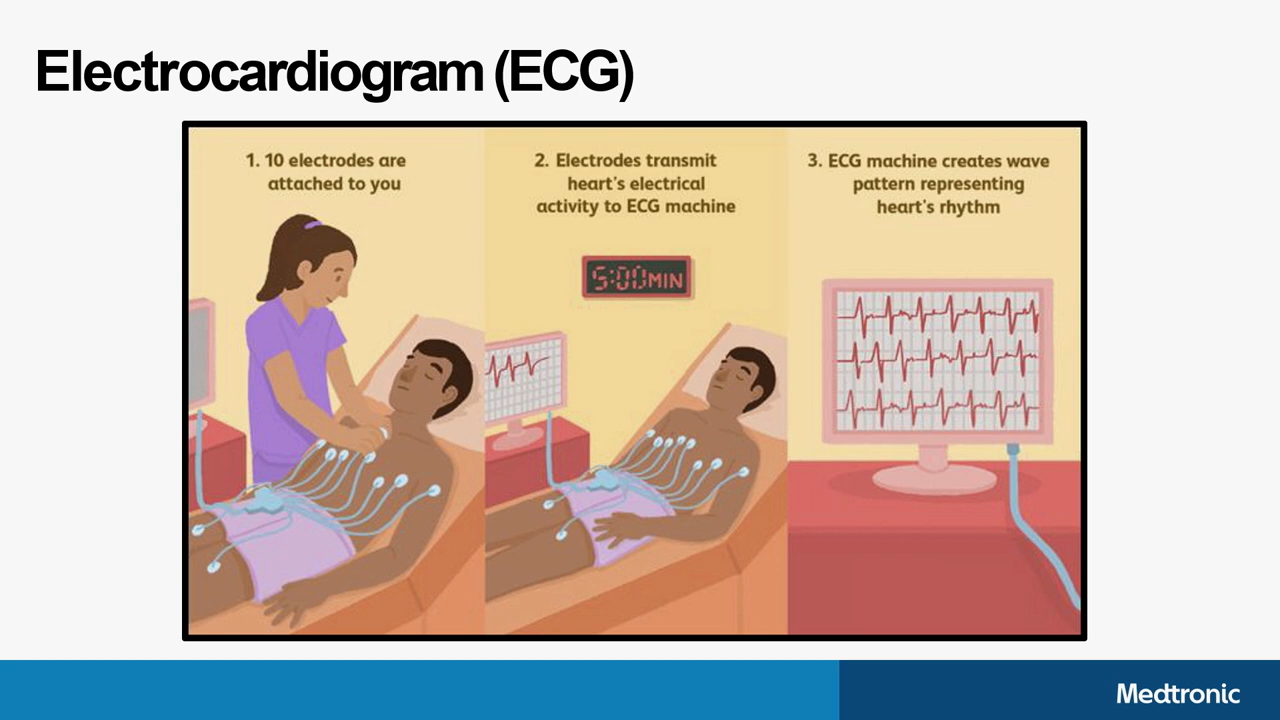 Electrocardiogram (ECG)
1. 10 electrodes are
attached to you
2. Electrodes transmit
heart's electrical
activity to ECG machine
5:00MIN
3. ECG machine creates wave
pattern representing
heart's rhythm
Medtronic